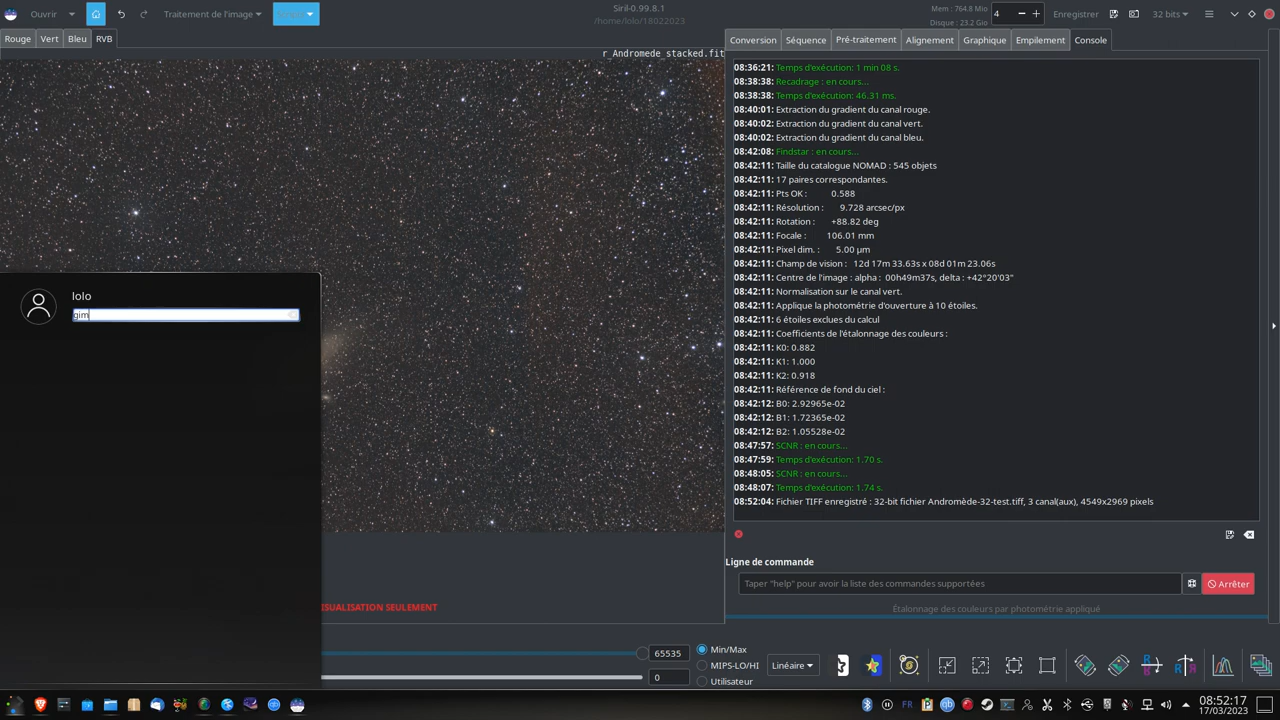 Ouvrir
Traitement de l'image
Siril-0.99.8.1
/home/lolo/18022023
Mem : 764.8 Mio
Disque : 23.2 Gio
4
Enregistrer
32 bits
Rouge
Vert
Bleu
RVB
r_Andromede stacked.fit
Conversion
Séquence
Pré-traitement
Alignement
Graphique
Empilement
Console
08:36:21: Temps d'exécution: 1 min 08 s.
08:38:38: Recadrage : en cours...
08:38:38: Temps d'exécution: 46.31 ms.
08:40:01: Extraction du gradient du canal rouge.
08:40:02: Extraction du gradient du canal vert.
08:40:02: Extraction du gradient du canal bleu.
08:42:08: Findstar : en cours...
08:42:11: Taille du catalogue NOMAD : 545 objets
08:42:11: 17 paires correspondantes.
08:42:11: Pts OK : 0.588
08:42:11: Résolution : 9.728 arcsec/px
08:42:11: Rotation : +88.82 deg
08:42:11: Focale : 106.01 mm
08:42:11: Pixel dim. : 5.00 µm
08:42:11: Champ de vision : 12d 17m 33.63s x 08d 01m 23.06s
08:42:11: Centre de l'image : alpha : 00h49m37s, delta : +42°20'03"
08:42:11: Normalisation sur le canal vert.
08:42:11: Applique la photométrie d'ouverture à 10 étoiles.
08:42:11: 6 étoiles exclues du calcul
08:42:11: Coefficients de l'étalonnage des couleurs :
08:42:11: K0: 0.882
08:42:11: K1: 1.000
08:42:11: K2: 0.918
08:42:11: Référence de fond du ciel :
08:42:12: B0: 2.92965e-02
08:42:12: B1: 1.72365e-02
08:42:12: B2: 1.05528e-02
08:47:57: SCNR : en cours...
08:47:59: Temps d'exécution: 1.70 s.
08:48:05: SCNR : en cours...
08:48:07: Temps d'exécution: 1.74 s.
08:52:04: Fichier TIFF enregistré : 32-bit fichier Andromède-32-test.tiff, 3 canal(aux), 4549x2969 pixels
lolo
gim
Ligne de commande
Taper "help" pour avoir la liste des commandes supportées
Arrêter
Étalonnage des couleurs par photométrie appliqué
ISUALISATION SEULEMENT
65535
0
Min/Max
MIPS-LO/HI
Utilisateur
Linéaire
FR
08:52:17
17/03/2023